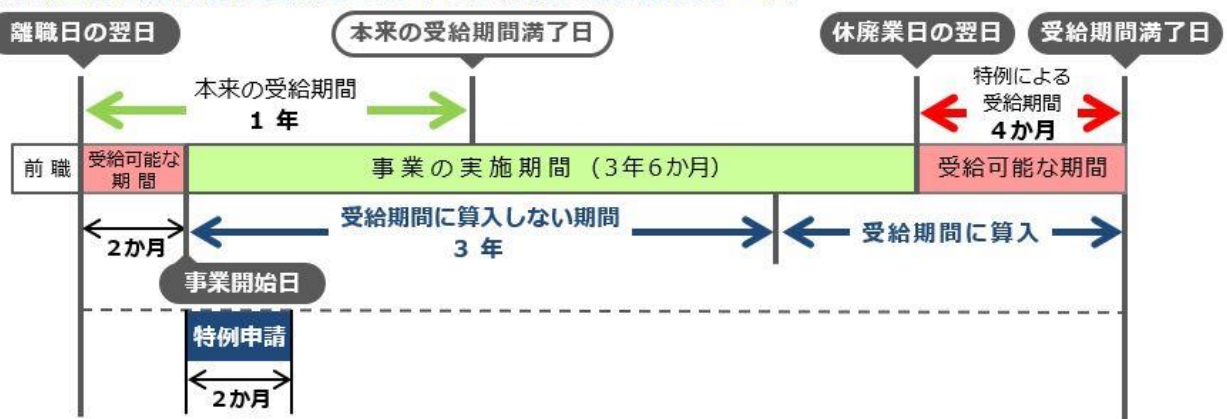 離職日の翌日
本来の受給期間満了日
休廃業日の翌日
受給期間満了日
本来の受給期間
1 年
特例による
受給期間
4か月
前職
受給可能な
期間
事業の実施期間（3年6か月）
受給可能な期間
2か月
受給期間に算入しない期間
3 年
受給期間に算入
事業開始日
特例申請
2か月